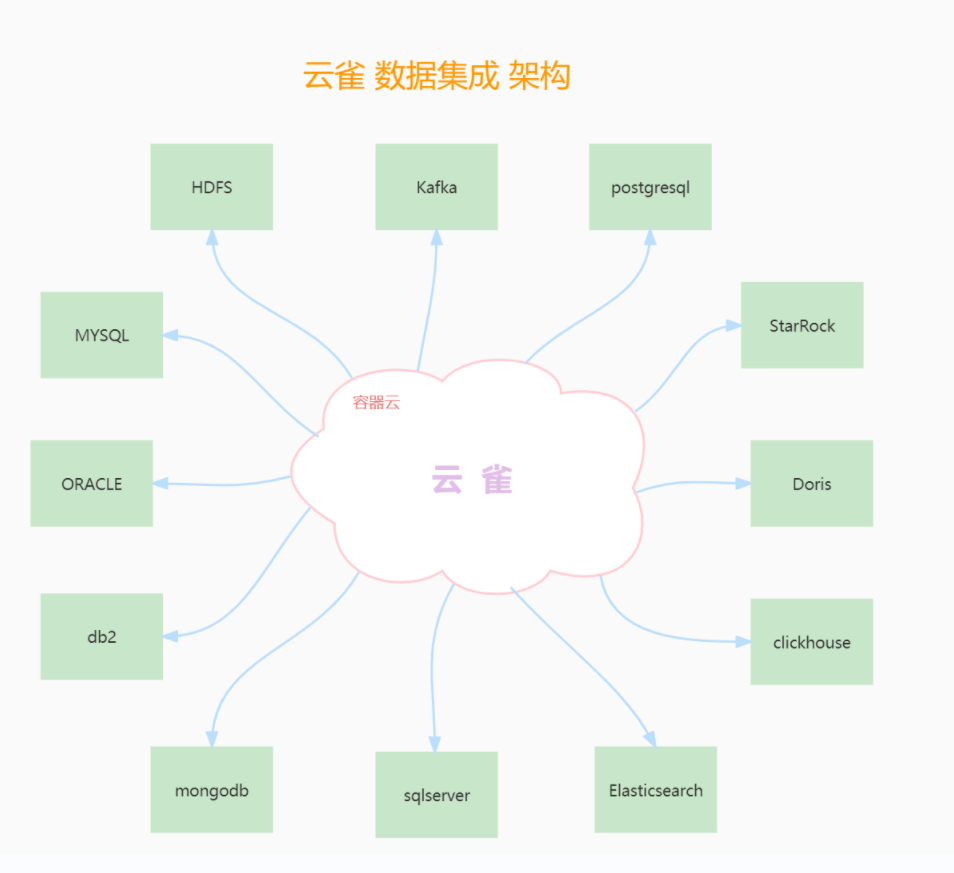 云雀 数据集成 架构
HDFS
Kafka
postgresql
StarRock
MYSQL
容器云
云 雀
ORACLE
Doris
db2
clickhouse
mongodb
sqlserver
Elasticsearch